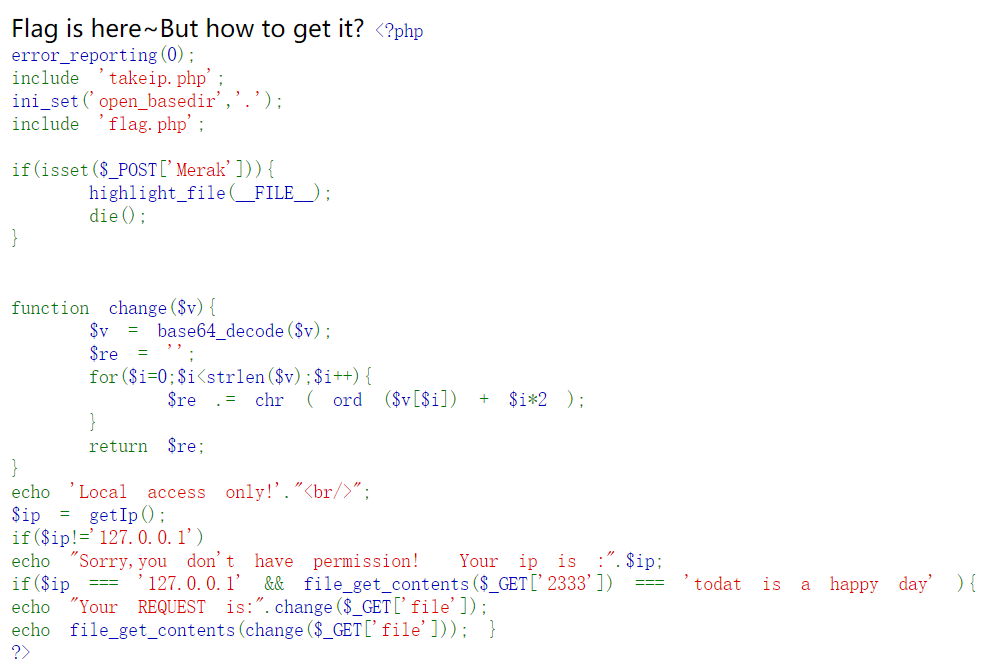 Flag is here~But how to get it? <?php
error_reporting(0);
include 'takeip.php';
ini_set('open_basedir','.');
include 'flag.php';
if(isset($_POST['Merak'])){
highlight_file(__FILE__);
die();
}
function change($v){
$v = base64_decode($v);
$re = '';
for($i=0;$i<strlen($v);$i++){
$re .= chr ( ord ($v[$i]) + $i*2 );
}
return $re;
}
echo 'Local access only!'."<br/>";
$ip = getIp();
if($ip!='127.0.0.1')
echo "Sorry,you don't have permission! Your ip is :".$ip;
if($ip === '127.0.0.1' && file_get_contents($_GET['2333']) === 'todat is a happy day' ){
echo "Your REQUEST is:".change($_GET['file']);
echo file_get_contents(change($_GET['file'])); }
?>